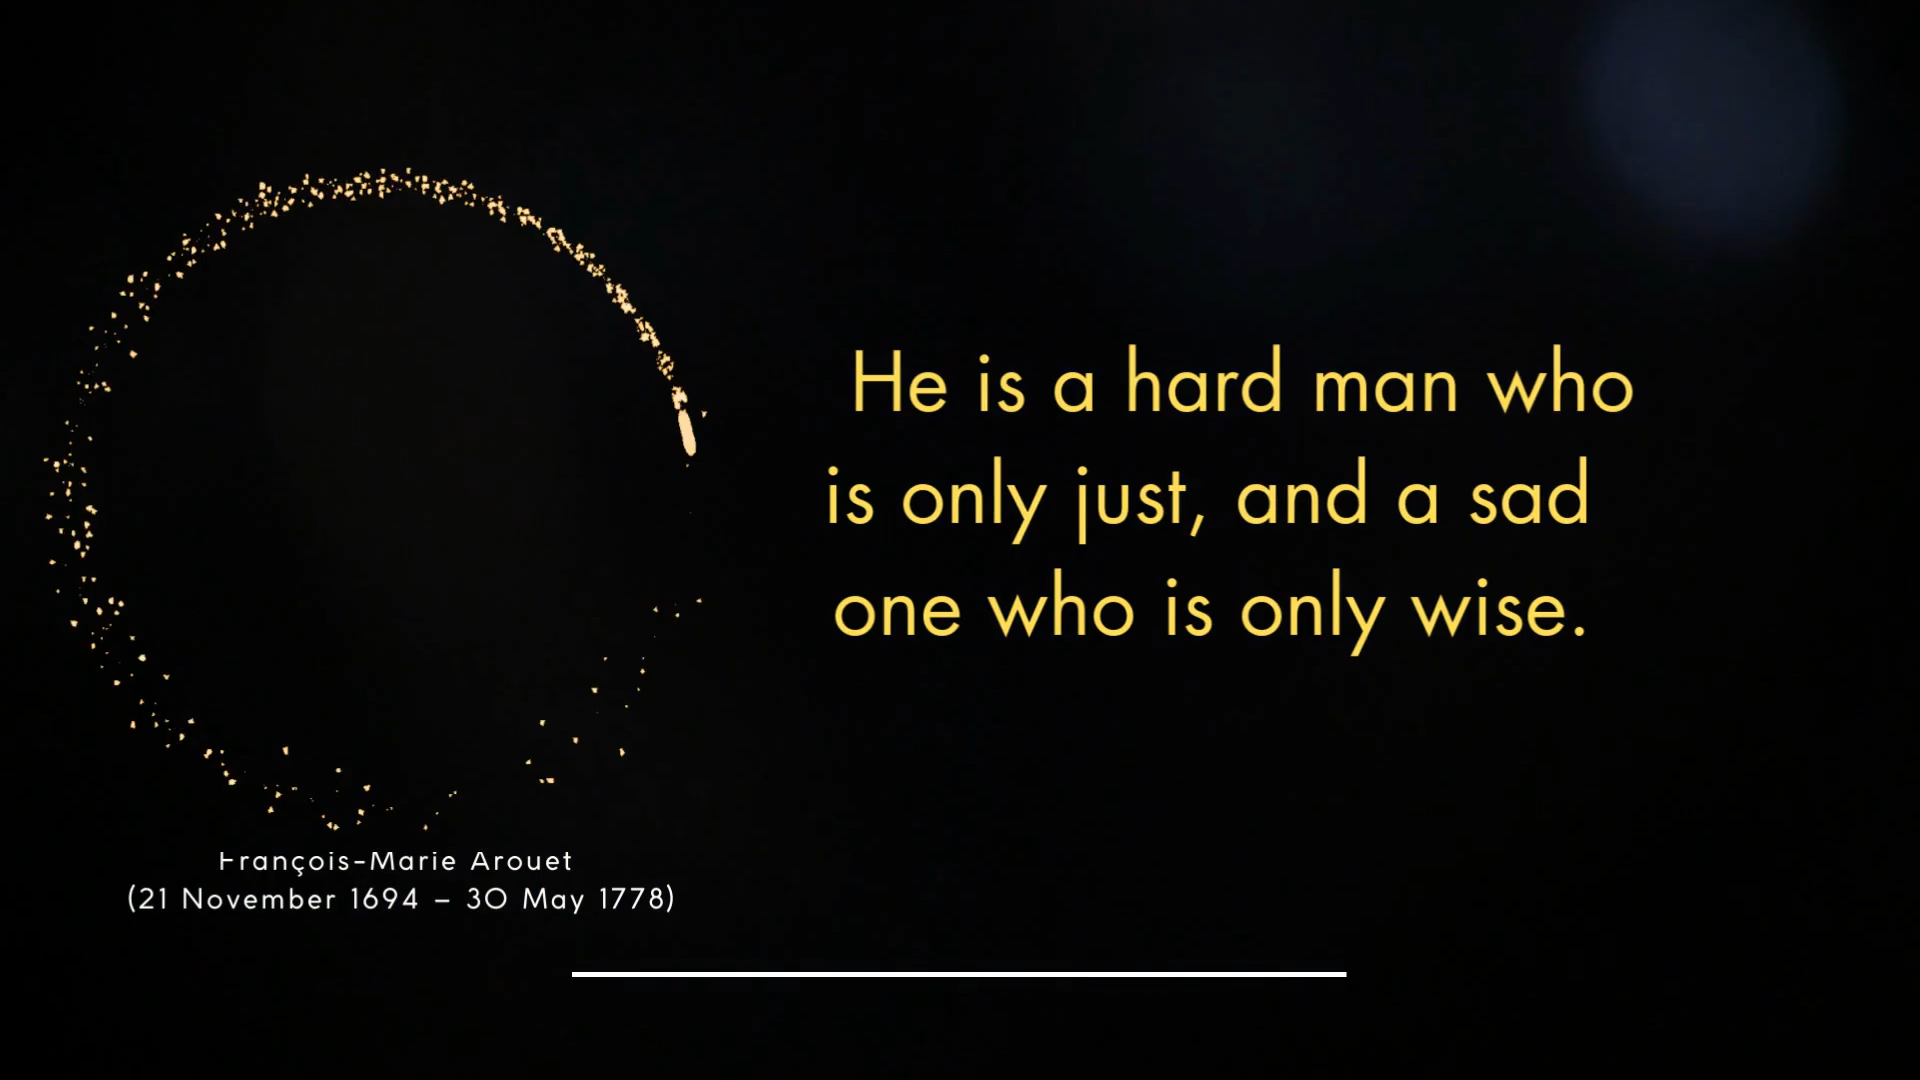 He is a hard man who
is only just, and a sad
one who is only wise.
François-Marie Arouet
(21 November 1694 – 30 May 1778)